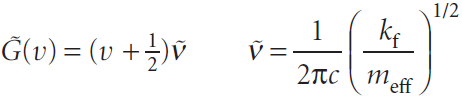 G̃(υ) = (υ + ½)ν̃    ν̃ = 1/(2πc) (k_f/m_eff)^1/2